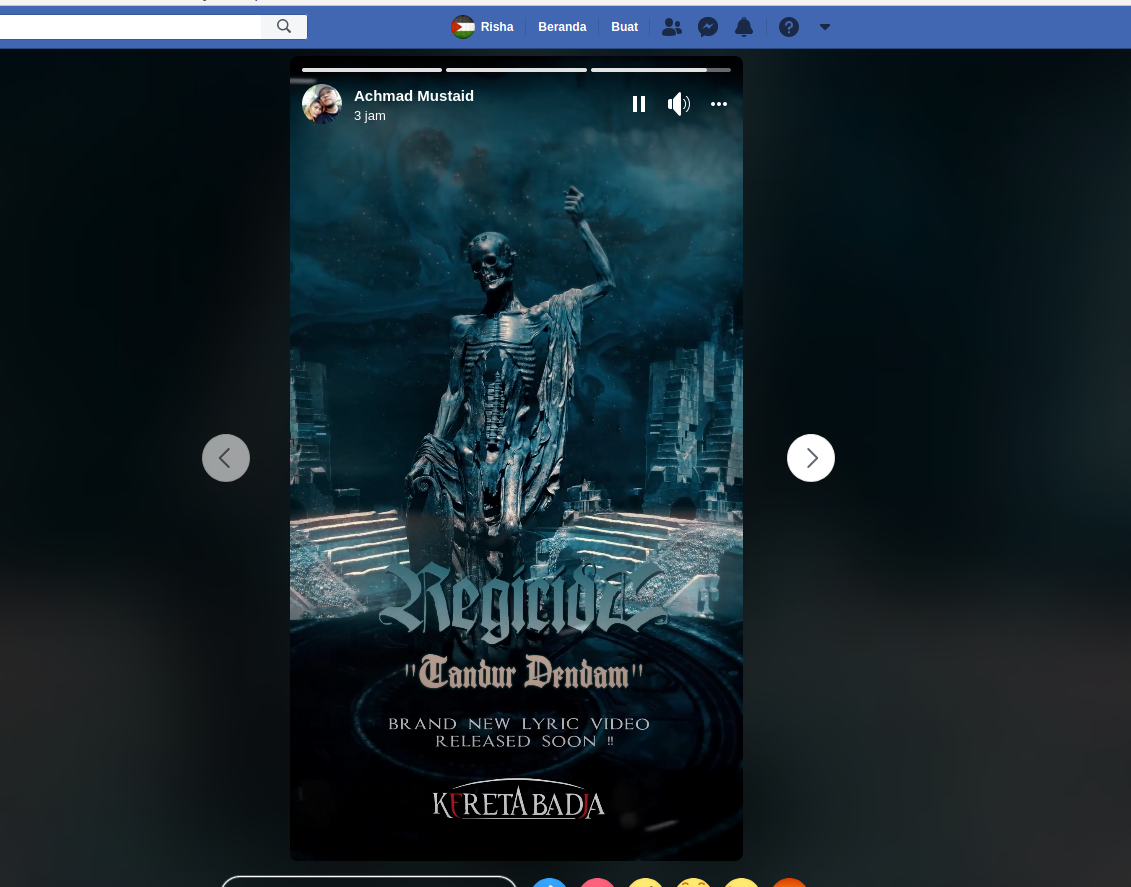 Risha
Beranda
Buat
Achmad Mustaid
3 jam
Regicide
"Tandur Dendam"
BRAND NEW LYRIC VIDEO
RELEASED SOON !!
KERETA BADJA